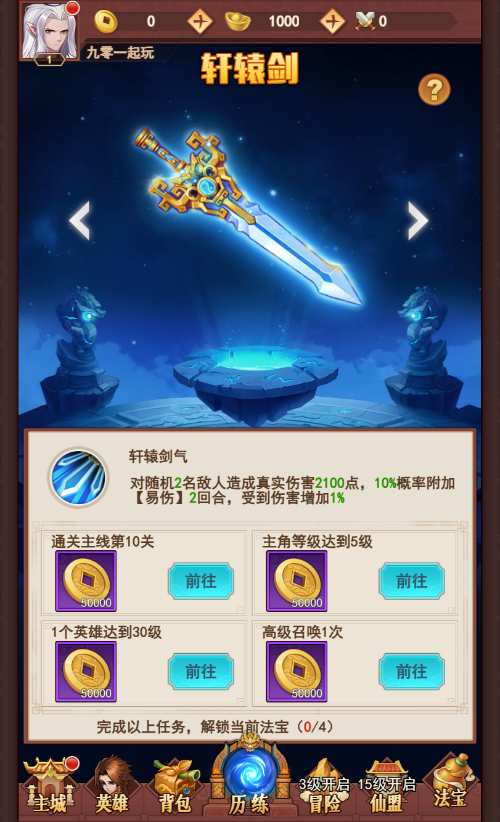 0
1000
0
1
九零一起玩
轩辕剑
?
轩辕剑气
对随机2名敌人造成真实伤害2100点，10%概率附加
【易伤】2回合，受到伤害增加1%
通关主线第10关
50000
前往
主角等级达到5级
50000
前往
1个英雄达到30级
50000
前往
高级召唤1次
50000
前往
完成以上任务，解锁当前法宝（0/4）
3级开启
15级开启
主城
英雄
背包
历练
冒险
仙盟
法宝